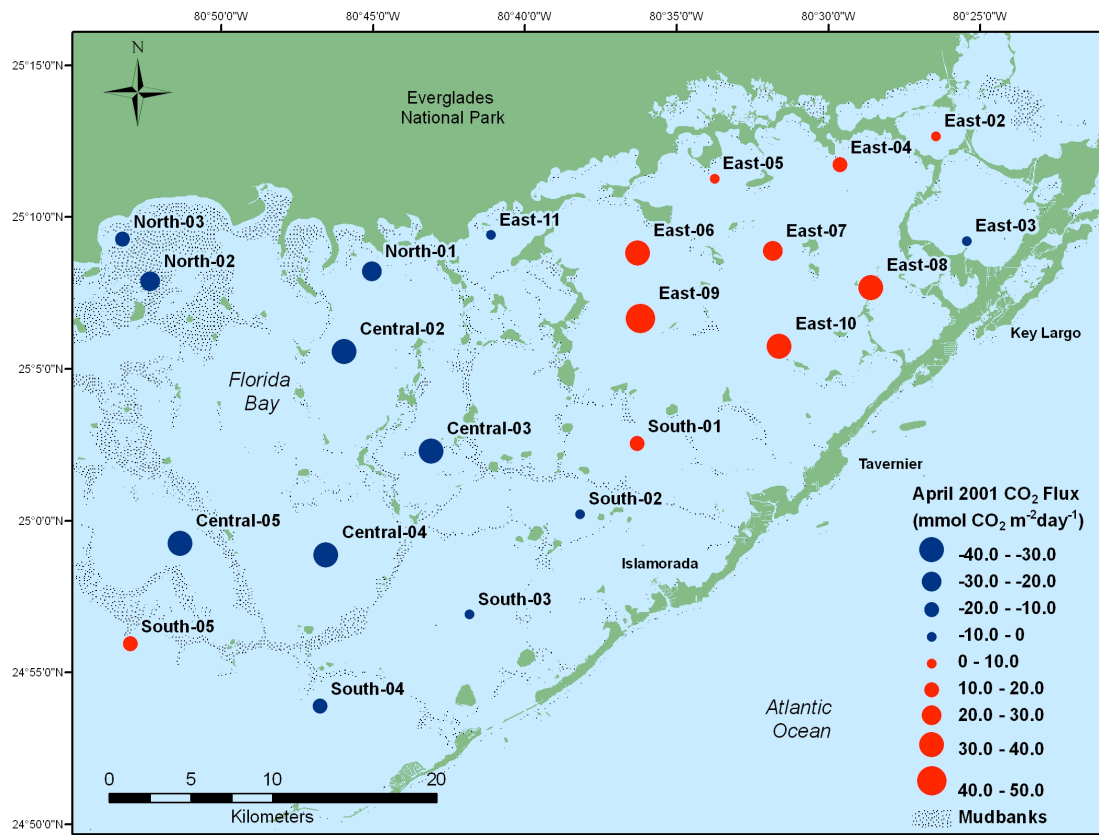 80°50'0"W 80°45'0"W 80°40'0"W 80°35'0"W 80°30'0"W 80°25'0"W
25°15'0"N
N
Everglades
National Park
East-02
East-04
East-05
25°10'0"N
North-03
East-11
East-03
North-02
North-01
East-06
East-07
East-08
East-09
Central-02
East-10
Key Largo
25°5'0"N
Florida
Bay
Central-03
South-01
Tavernier
South-02
25°0'0"N
Central-05
Central-04
Islamorada
South-03
South-05
24°55'0"N
South-04
Atlantic
Ocean
0 5 10 20
Kilometers
24°50'0"N
April 2001 CO₂ Flux
(mmol CO₂ m⁻²day⁻¹)
-40.0 - -30.0
-30.0 - -20.0
-20.0 - -10.0
-10.0 - 0
0 - 10.0
10.0 - 20.0
20.0 - 30.0
30.0 - 40.0
40.0 - 50.0
Mudbanks